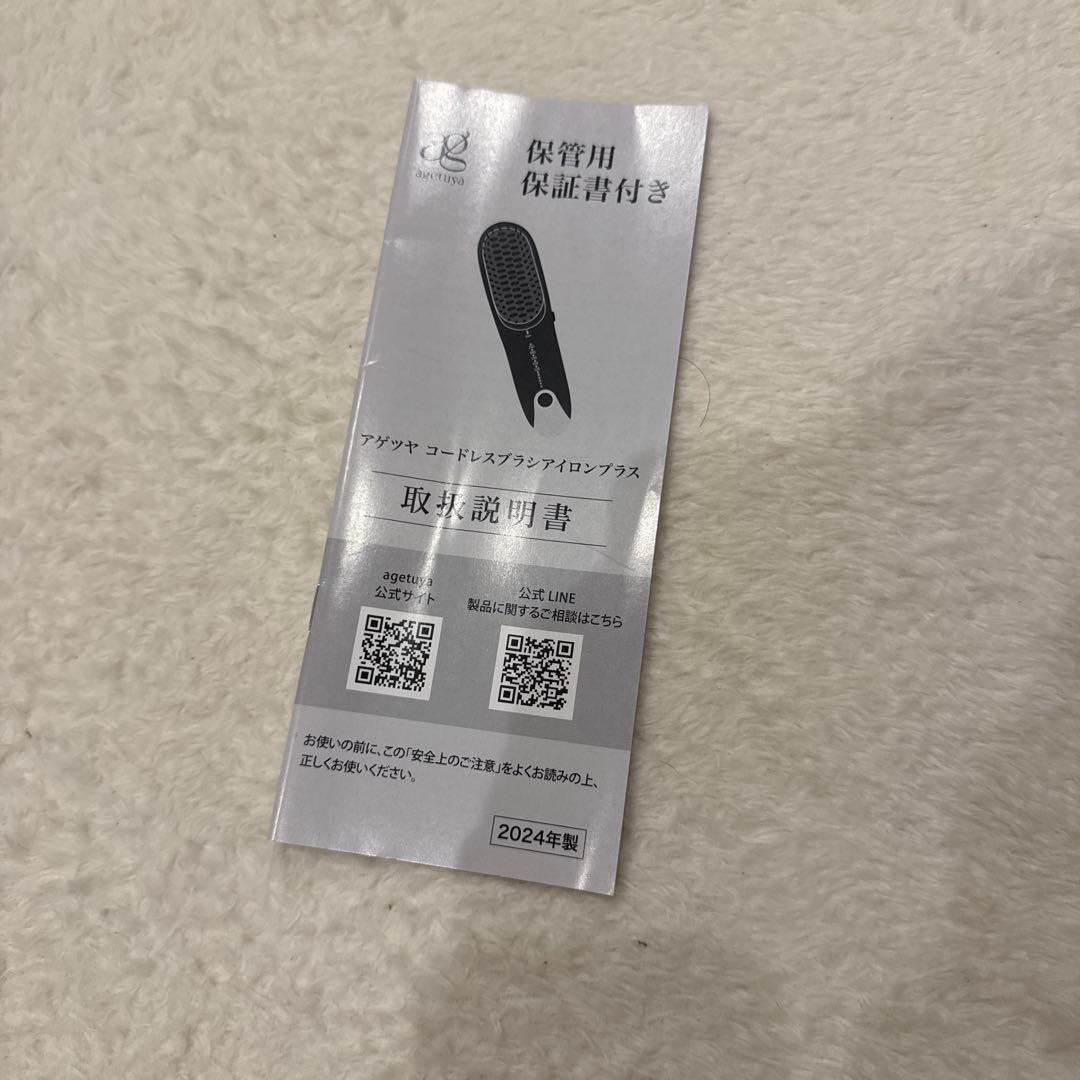 agetuya
保管用
保証書付き
アゲツヤ コードレスブラシアイロンプラス
取扱説明書
agetuya
公式サイト
公式 LINE
製品に関するご相談はこちら
お使いの前に、この「安全上のご注意」をよくお読みの上、
正しくお使いください。
2024年製